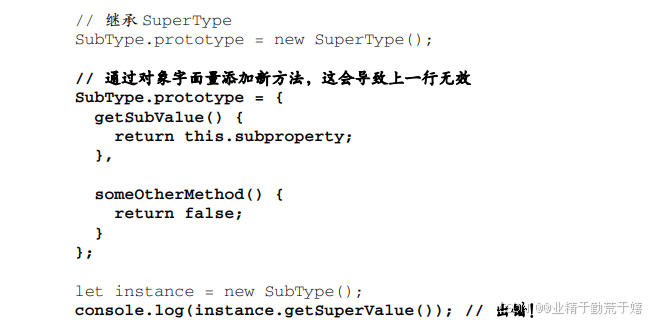 // 继承 SuperType
SubType.prototype = new SuperType();
// 通过对象字面量添加新方法，这会导致上一行无效
SubType.prototype = {
getSubValue() {
return this.subproperty;
},
someOtherMethod() {
return false;
}
};
let instance = new SubType();
console.log(instance.getSuperValue()); // 出错！
@业精于勤荒于嬉